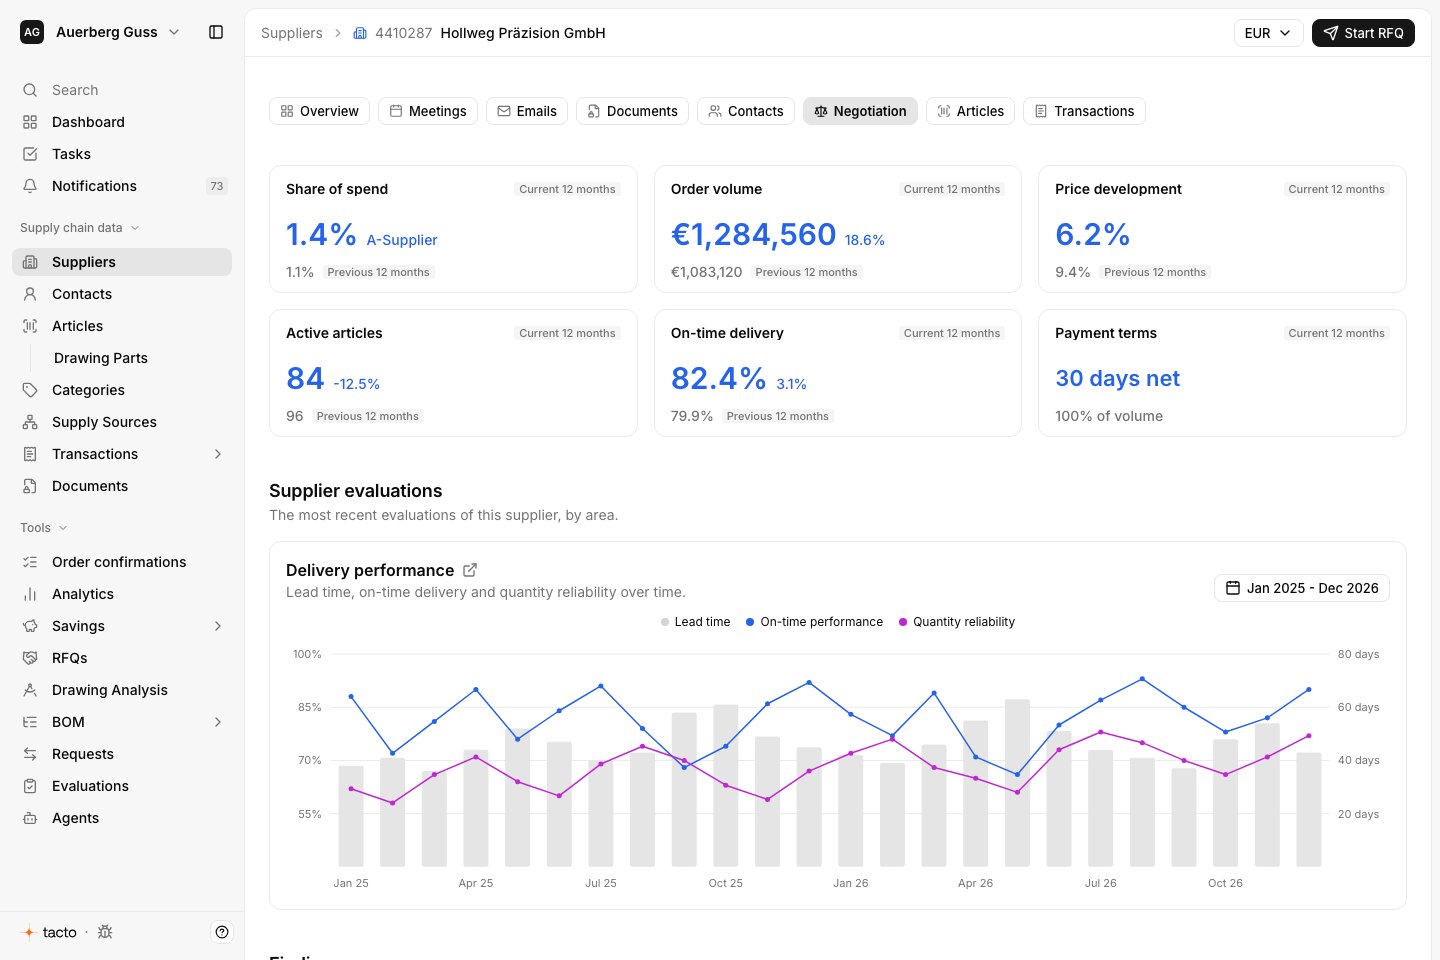 AG Auerberg Guss
Search
Dashboard
Tasks
Notifications 73
Supply chain data
Suppliers
Contacts
Articles
Drawing Parts
Categories
Supply Sources
Transactions
Documents
Tools
Order confirmations
Analytics
Savings
RFQs
Drawing Analysis
BOM
Requests
Evaluations
Agents
tacto ·
Suppliers 4410287 Hollweg Präzision GmbH
EUR Start RFQ
Overview Meetings Emails Documents Contacts Negotiation Articles Transactions
Share of spend Current 12 months
1.4% A-Supplier
1.1% Previous 12 months
Order volume Current 12 months
€1,284,560 18.6%
€1,083,120 Previous 12 months
Price development Current 12 months
6.2%
9.4% Previous 12 months
Active articles Current 12 months
84 -12.5%
96 Previous 12 months
On-time delivery Current 12 months
82.4% 3.1%
79.9% Previous 12 months
Payment terms Current 12 months
30 days net
100% of volume
Supplier evaluations
The most recent evaluations of this supplier, by area.
Delivery performance
Lead time, on-time delivery and quantity reliability over time.
Jan 2025 - Dec 2026
Lead time On-time performance Quantity reliability
100% 80 days
85% 60 days
70% 40 days
55% 20 days
Jan 25 Apr 25 Jul 25 Oct 25 Jan 26 Apr 26 Jul 26 Oct 26